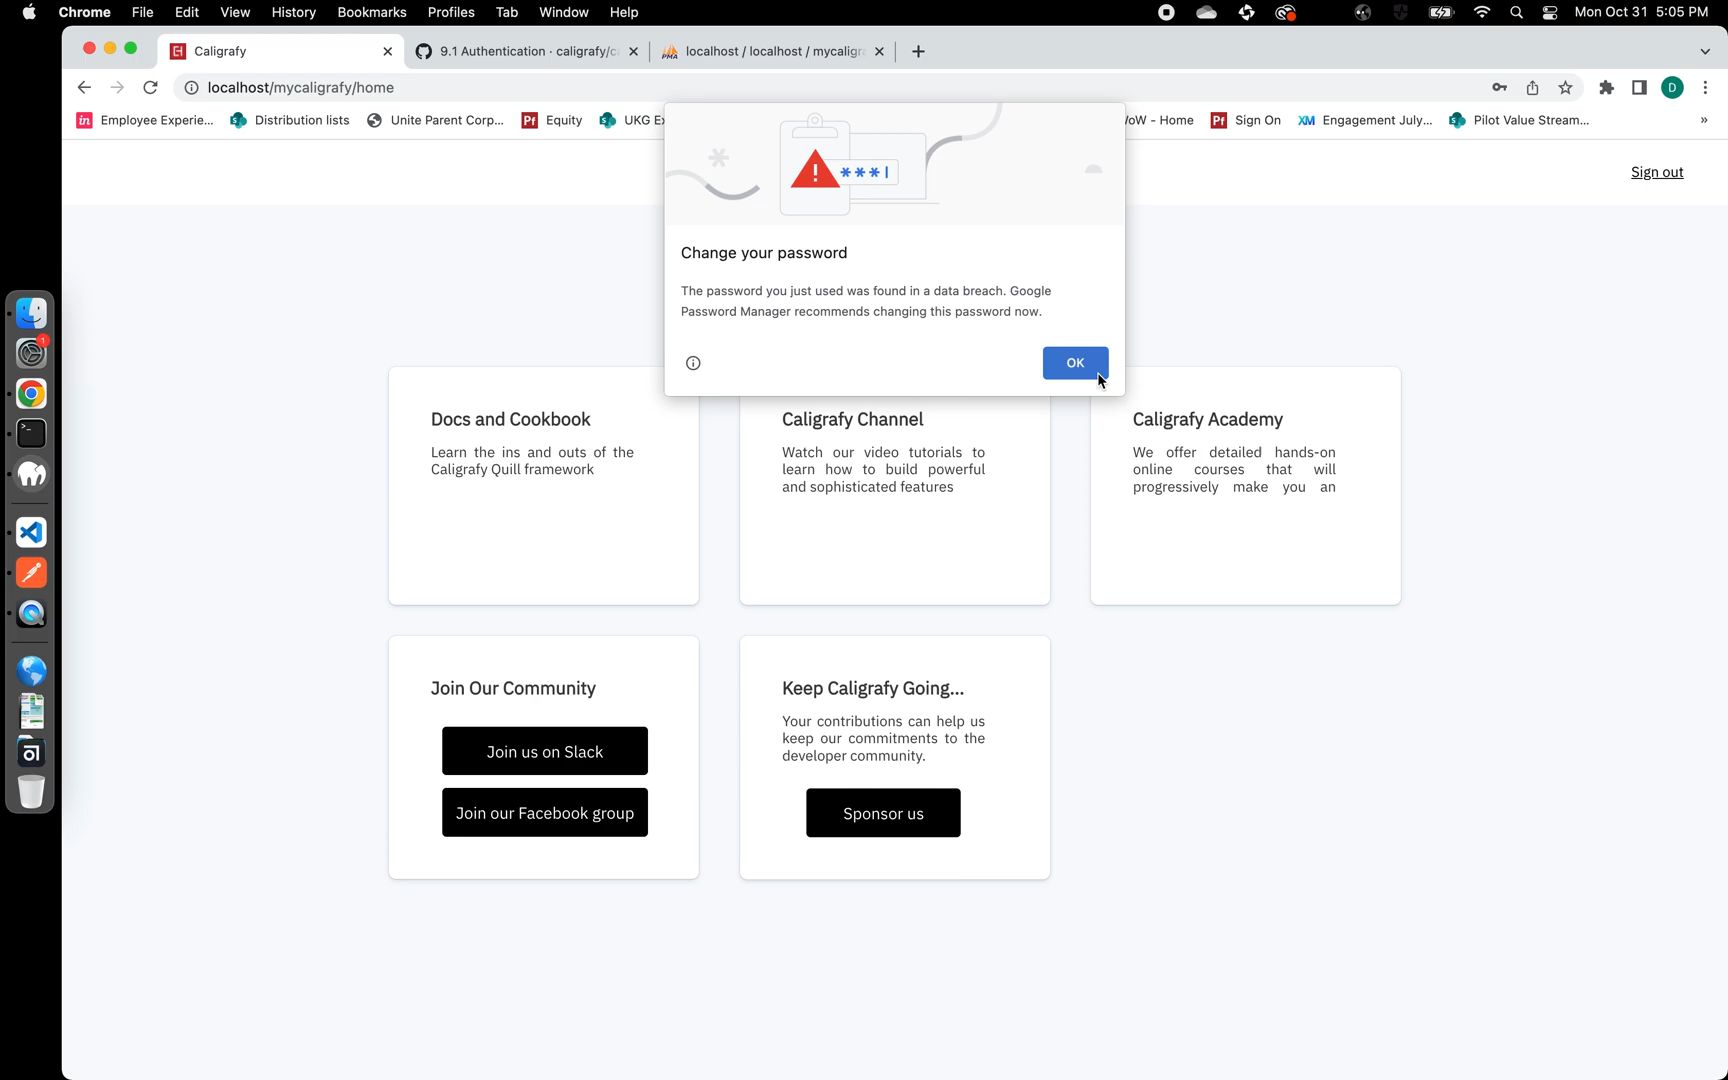 Chrome File Edit View History Bookmarks Profiles Tab Window Help
Mon Oct 31 5:05 PM
Caligrafy
9.1 Authentication · caligrafy/c
localhost / localhost / mycaligr
localhost/mycaligrafy/home
D
Employee Experie...
Distribution lists
Unite Parent Corp...
Equity
UKG Ex
WoW - Home
Sign On
Engagement July...
Pilot Value Stream...
Sign out
***
Change your password
The password you just used was found in a data breach. Google
Password Manager recommends changing this password now.
OK
Docs and Cookbook
Learn the ins and outs of the
Caligrafy Quill framework
Caligrafy Channel
Watch our video tutorials to
learn how to build powerful
and sophisticated features
Caligrafy Academy
We offer detailed hands-on
online courses that will
progressively make you an
Join Our Community
Join us on Slack
Join our Facebook group
Keep Caligrafy Going...
Your contributions can help us
keep our commitments to the
developer community.
Sponsor us